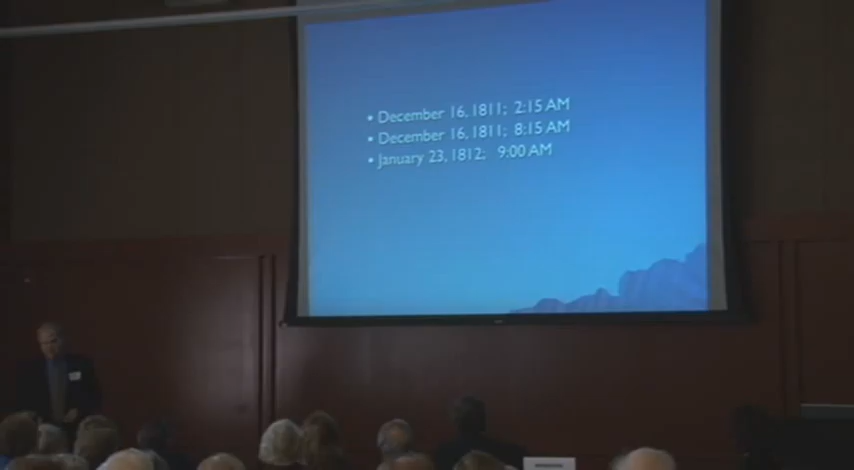 • December 16, 1811; 2:15 AM
• December 16, 1811; 8:15 AM
• January 23, 1812; 9:00 AM